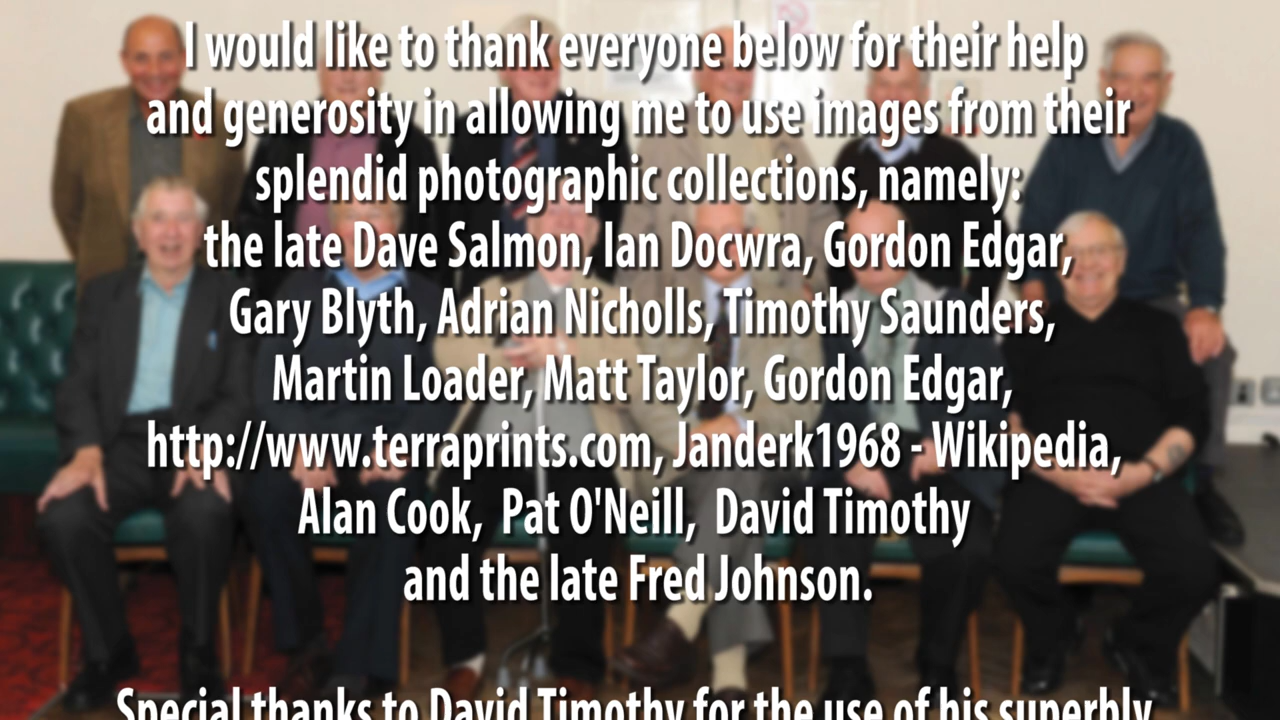 I would like to thank everyone below for their help
and generosity in allowing me to use images from their
splendid photographic collections, namely:
the late Dave Salmon, Ian Docwra, Gordon Edgar,
Gary Blyth, Adrian Nicholls, Timothy Saunders,
Martin Loader, Matt Taylor, Gordon Edgar,
http://www.terraprints.com, Janderk1968 - Wikipedia,
Alan Cook,  Pat O'Neill,  David Timothy
and the late Fred Johnson.
Special thanks to David Timothy for the use of his superbly